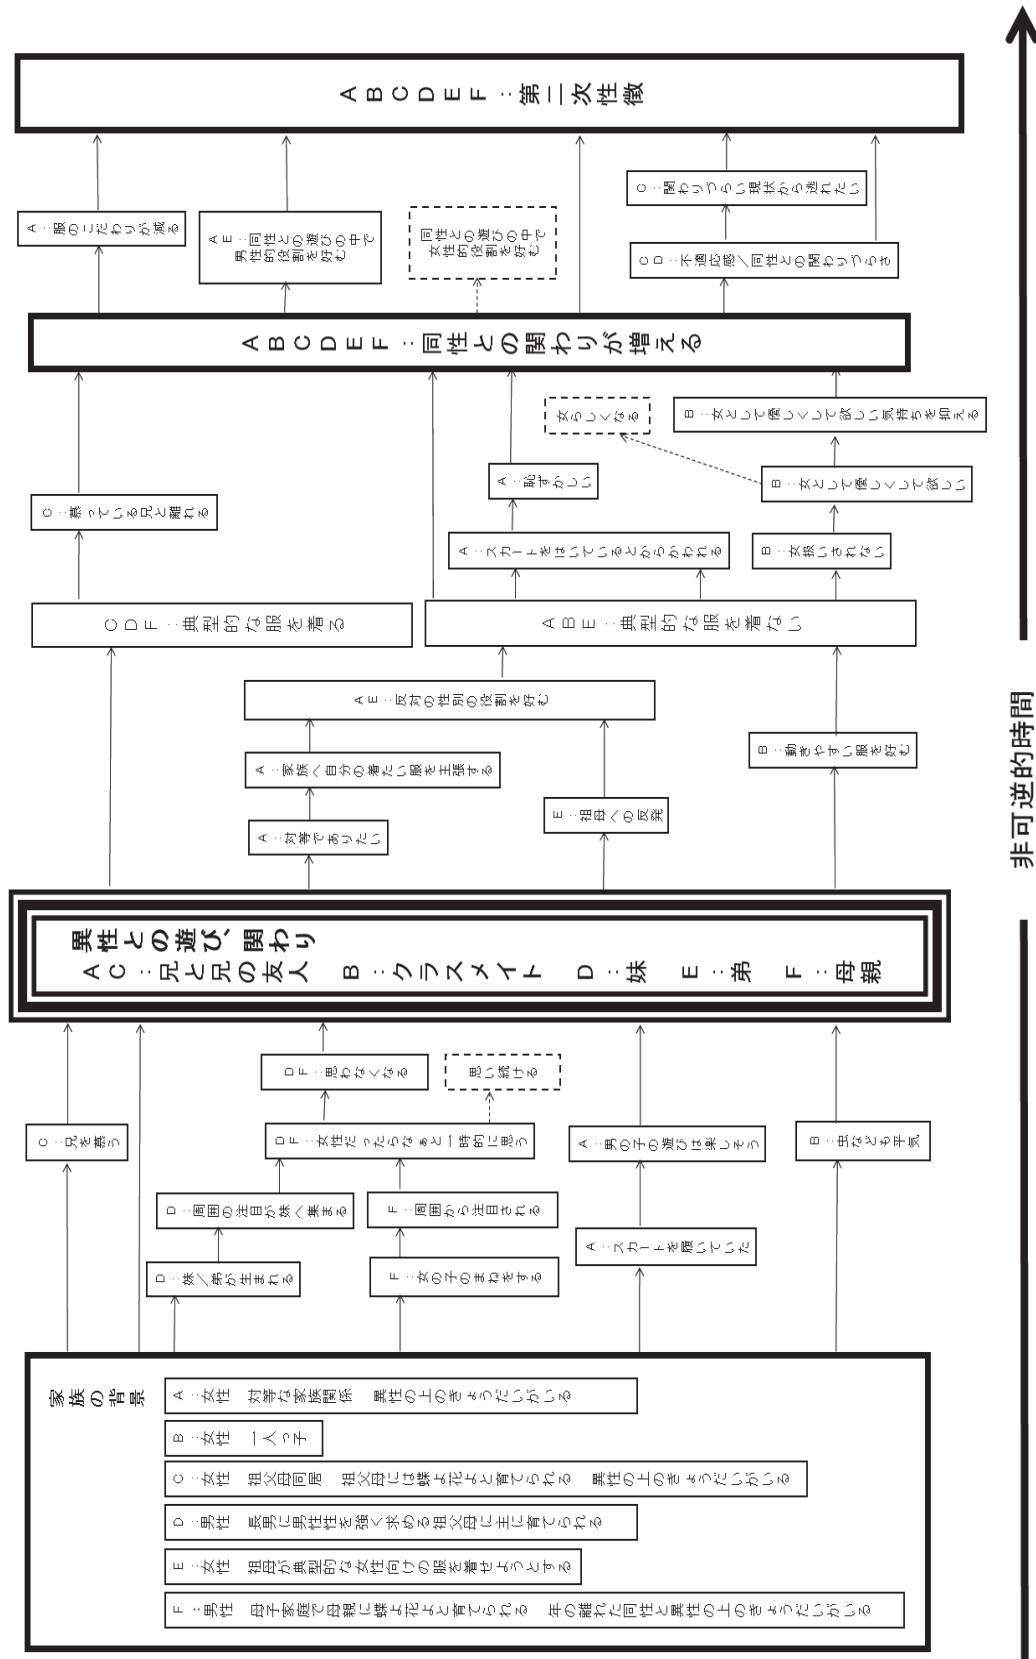 家族の背景
A：女性　対等な家族関係　異性の上のきょうだいがいる
B：女性　一人っ子
C：女性　祖父母同居　祖父母には蝶よ花よと育てられる　異性の上のきょうだいがいる
D：男性　長男に男性性を強く求める祖父母に主に育てられる
E：女性　祖母が典型的な女性向けの服を着せようとする
F：男性　母子家庭で母親に蝶よ花よと育てられる　年の離れた同性と異性の上のきょうだいがいる
C：兄を慕う
D：妹／弟が生まれる
D：周囲の注目が妹へ集まる
F：女の子のまねをする
F：周囲から注目される
DF：女性だったらなぁと一時的に思う
DF：思わなくなる
思い続ける
A：スカートを履いていた
A：男の子の遊びは楽しそう
B：虫なども平気
異性との遊び、関わり
AC：兄と兄の友人　B：クラスメイト　D：妹　E：弟　F：母親
A：対等でありたい
A：家族へ自分の着たい服を主張する
E：祖母への反発
AE：反対の性別の役割を好む
B：動きやすい服を好む
CDF：典型的な服を着る
ABE：典型的な服を着ない
C：慕っている兄と離れる
A：スカートをはいているとからかわれる
A：恥ずかしい
B：女扱いされない
B：女として優しくして欲しい
女らしくなる
B：女として優しくして欲しい気持ちを抑える
ABCDEF：同性との関わりが増える
A：服のこだわりが減る
AE：同性との遊びの中で
男性的役割を好む
同性との遊びの中で
女性的役割を好む
CD：不適応感／同性との関わりづらさ
C：関わりづらい現状から逃れたい
ABCDEF：第二次性徴
非可逆的時間